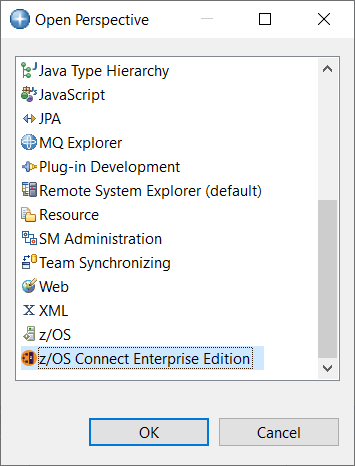 Open Perspective
Java Type Hierarchy
JavaScript
JPA
MQ Explorer
Plug-in Development
Remote System Explorer (default)
Resource
SM Administration
Team Synchronizing
Web
XML
z/OS
z/OS Connect Enterprise Edition
OK Cancel